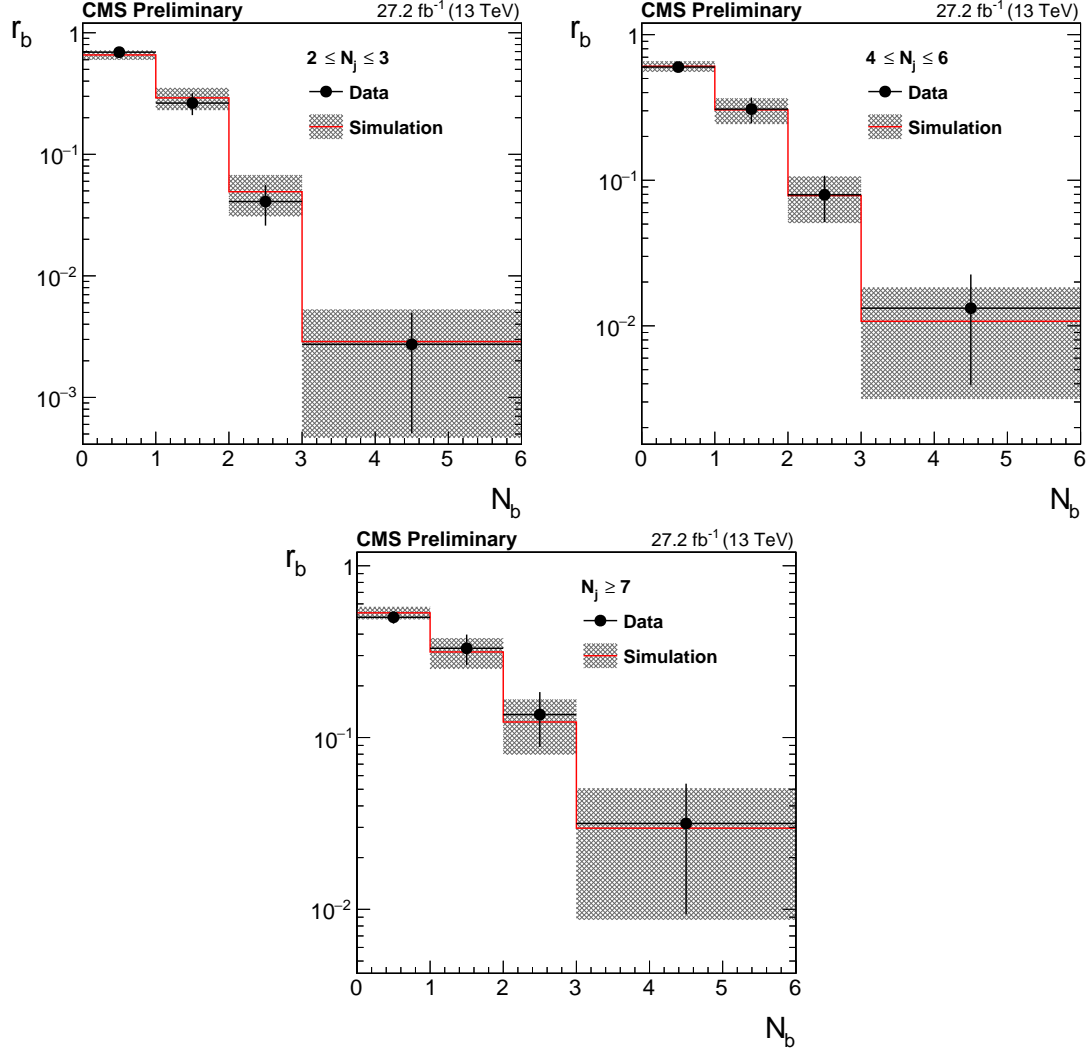 CMS Preliminary 27.2 fb⁻¹ (13 TeV)
r_b
1
10⁻¹
10⁻²
10⁻³
2 ≤ N_j ≤ 3
Data
Simulation
0 1 2 3 4 5 6
N_b
CMS Preliminary 27.2 fb⁻¹ (13 TeV)
r_b
1
10⁻¹
10⁻²
4 ≤ N_j ≤ 6
Data
Simulation
0 1 2 3 4 5 6
N_b
CMS Preliminary 27.2 fb⁻¹ (13 TeV)
r_b
1
10⁻¹
10⁻²
N_j ≥ 7
Data
Simulation
0 1 2 3 4 5 6
N_b